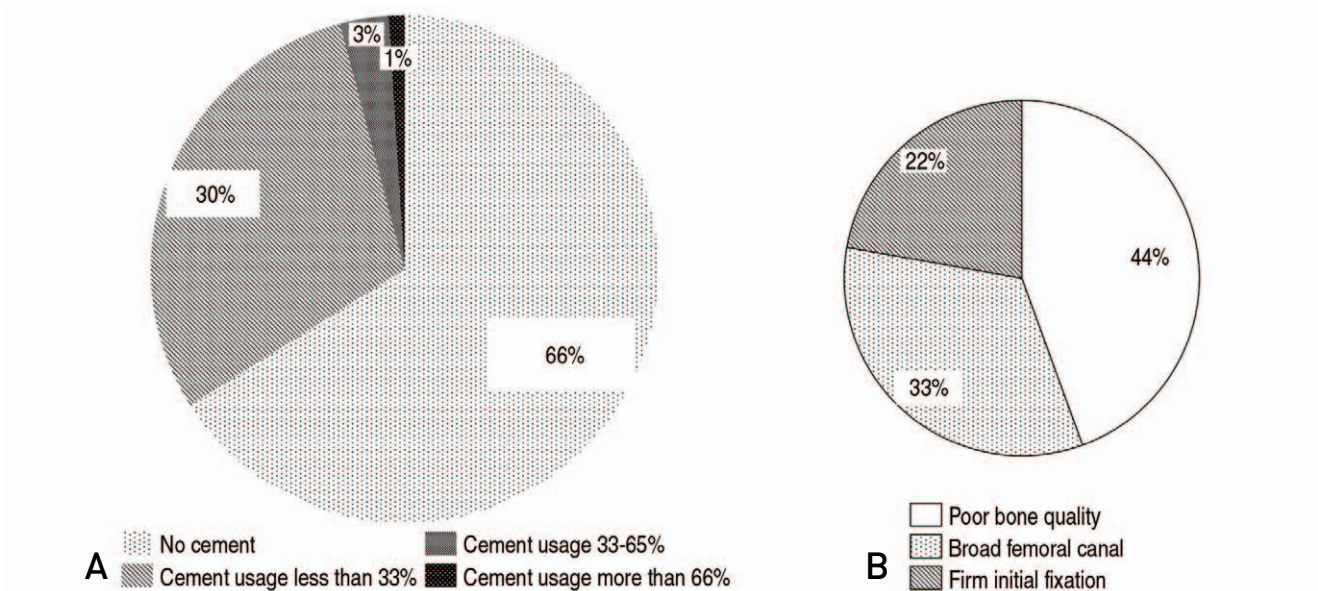 3%
1%
30%
66%
No cement
Cement usage 33-65%
Cement usage less than 33%
Cement usage more than 66%
A
22%
44%
33%
Poor bone quality
Broad femoral canal
Firm initial fixation
B